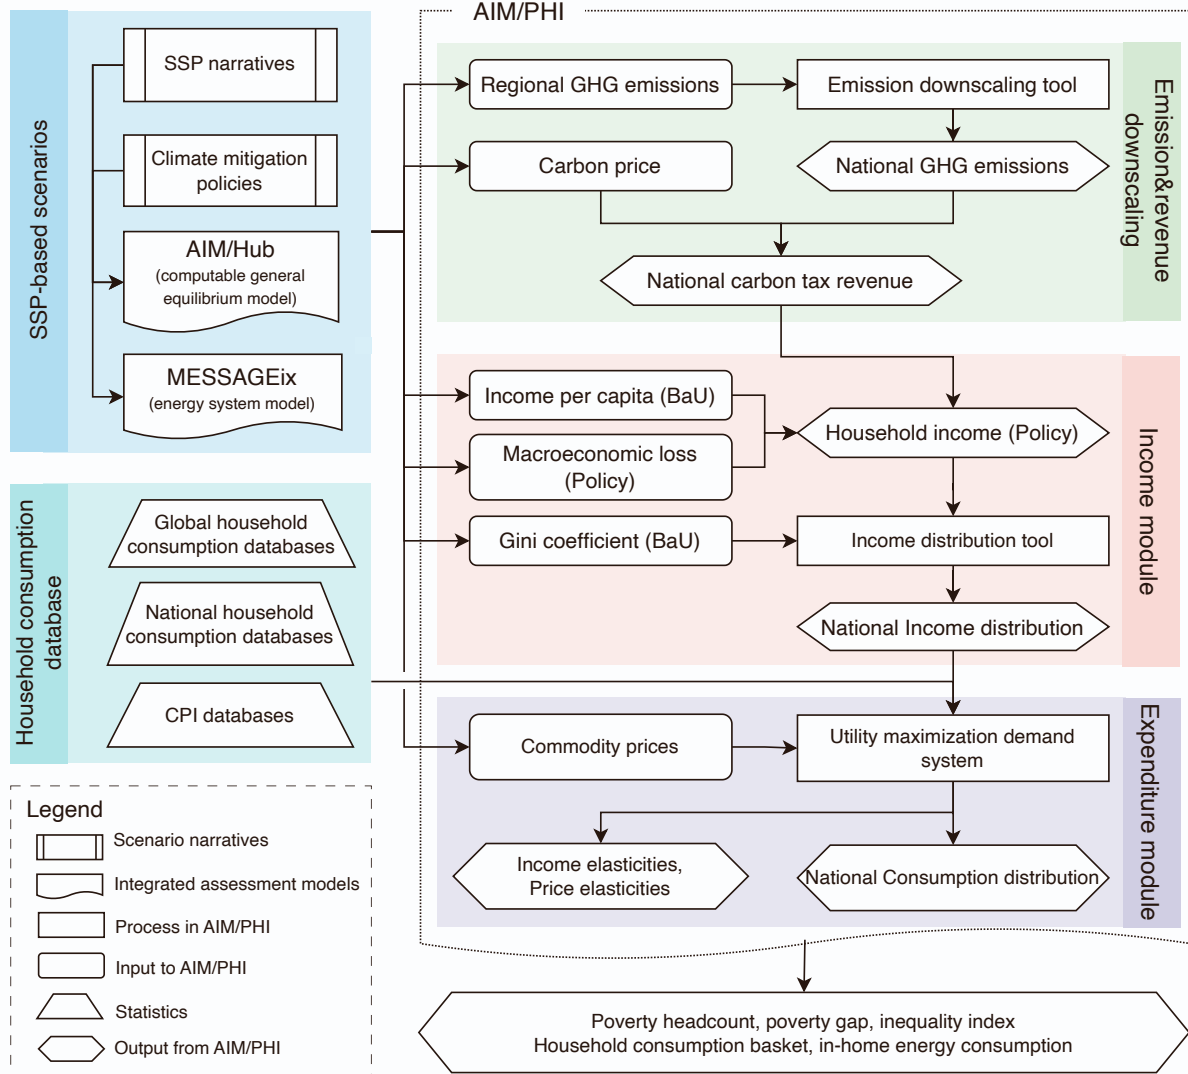 AIM/PHI
SSP-based scenarios
SSP narratives
Climate mitigation
policies
AIM/Hub
(computable general
equilibrium model)
MESSAGEix
(energy system model)
Household consumption
database
Global household
consumption databases
National household
consumption databases
CPI databases
Legend
Scenario narratives
Integrated assessment models
Process in AIM/PHI
Input to AIM/PHI
Statistics
Output from AIM/PHI
Emission&revenue
downscaling
Regional GHG emissions
Emission downscaling tool
Carbon price
National GHG emissions
National carbon tax revenue
Income module
Income per capita (BaU)
Household income (Policy)
Macroeconomic loss
(Policy)
Gini coefficient (BaU)
Income distribution tool
National Income distribution
Expenditure module
Commodity prices
Utility maximization demand
system
Income elasticities,
Price elasticities
National Consumption distribution
Poverty headcount, poverty gap, inequality index
Household consumption basket, in-home energy consumption